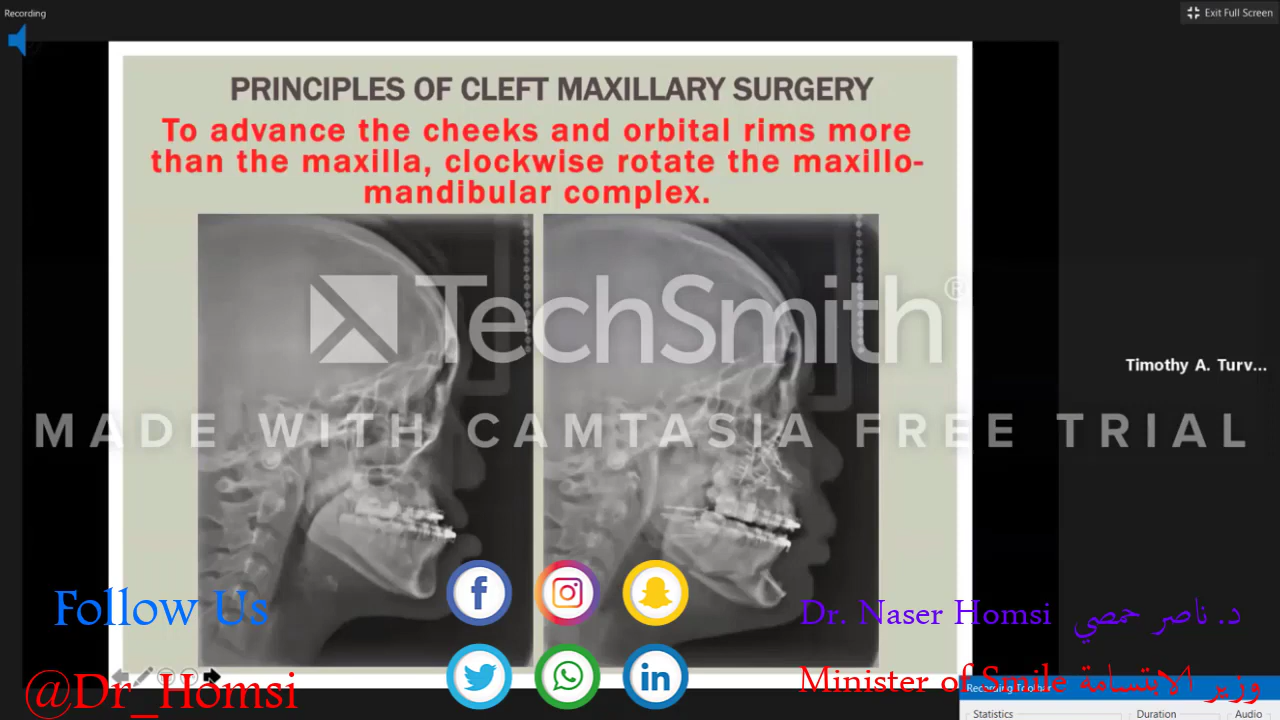 Recording
Exit Full Screen
PRINCIPLES OF CLEFT MAXILLARY SURGERY
To advance the cheeks and orbital rims more
than the maxilla, clockwise rotate the maxillo-
mandibular complex.
TechSmith®
Timothy A. Turv...
MADE WITH CAMTASIA FREE TRIAL
Follow Us
Dr. Naser Homsi د. ناصر حمصي
@Dr_Homsi
Minister of Smile وزير الابتسامة
Recording Toolbar
Statistics
Duration
Audio